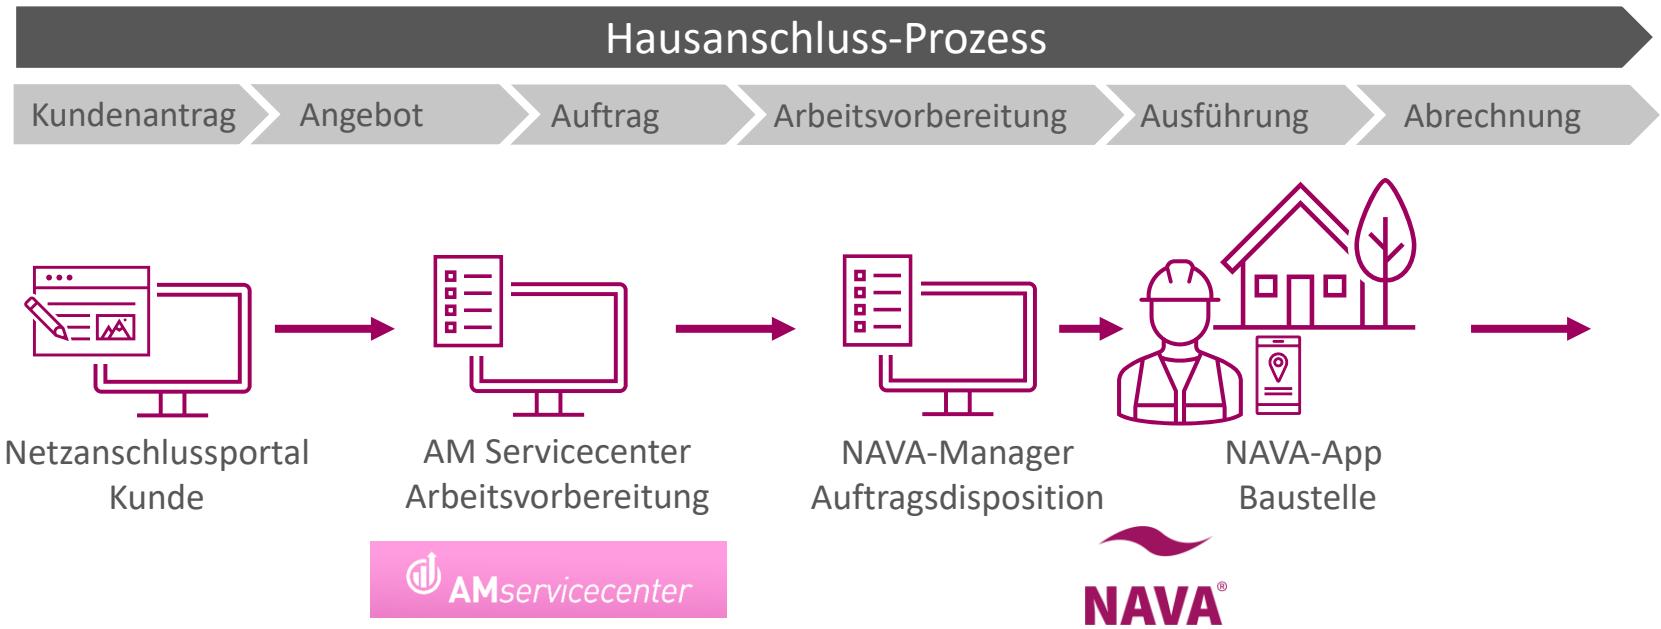 Hausanschluss-Prozess
Kundenantrag
Angebot
Auftrag
Arbeitsvorbereitung
Ausführung
Abrechnung
Netzanschlussportal
Kunde
AM Servicecenter
Arbeitsvorbereitung
NAVA-Manager
Auftragsdisposition
NAVA-App
Baustelle
AMservicecenter
NAVA®